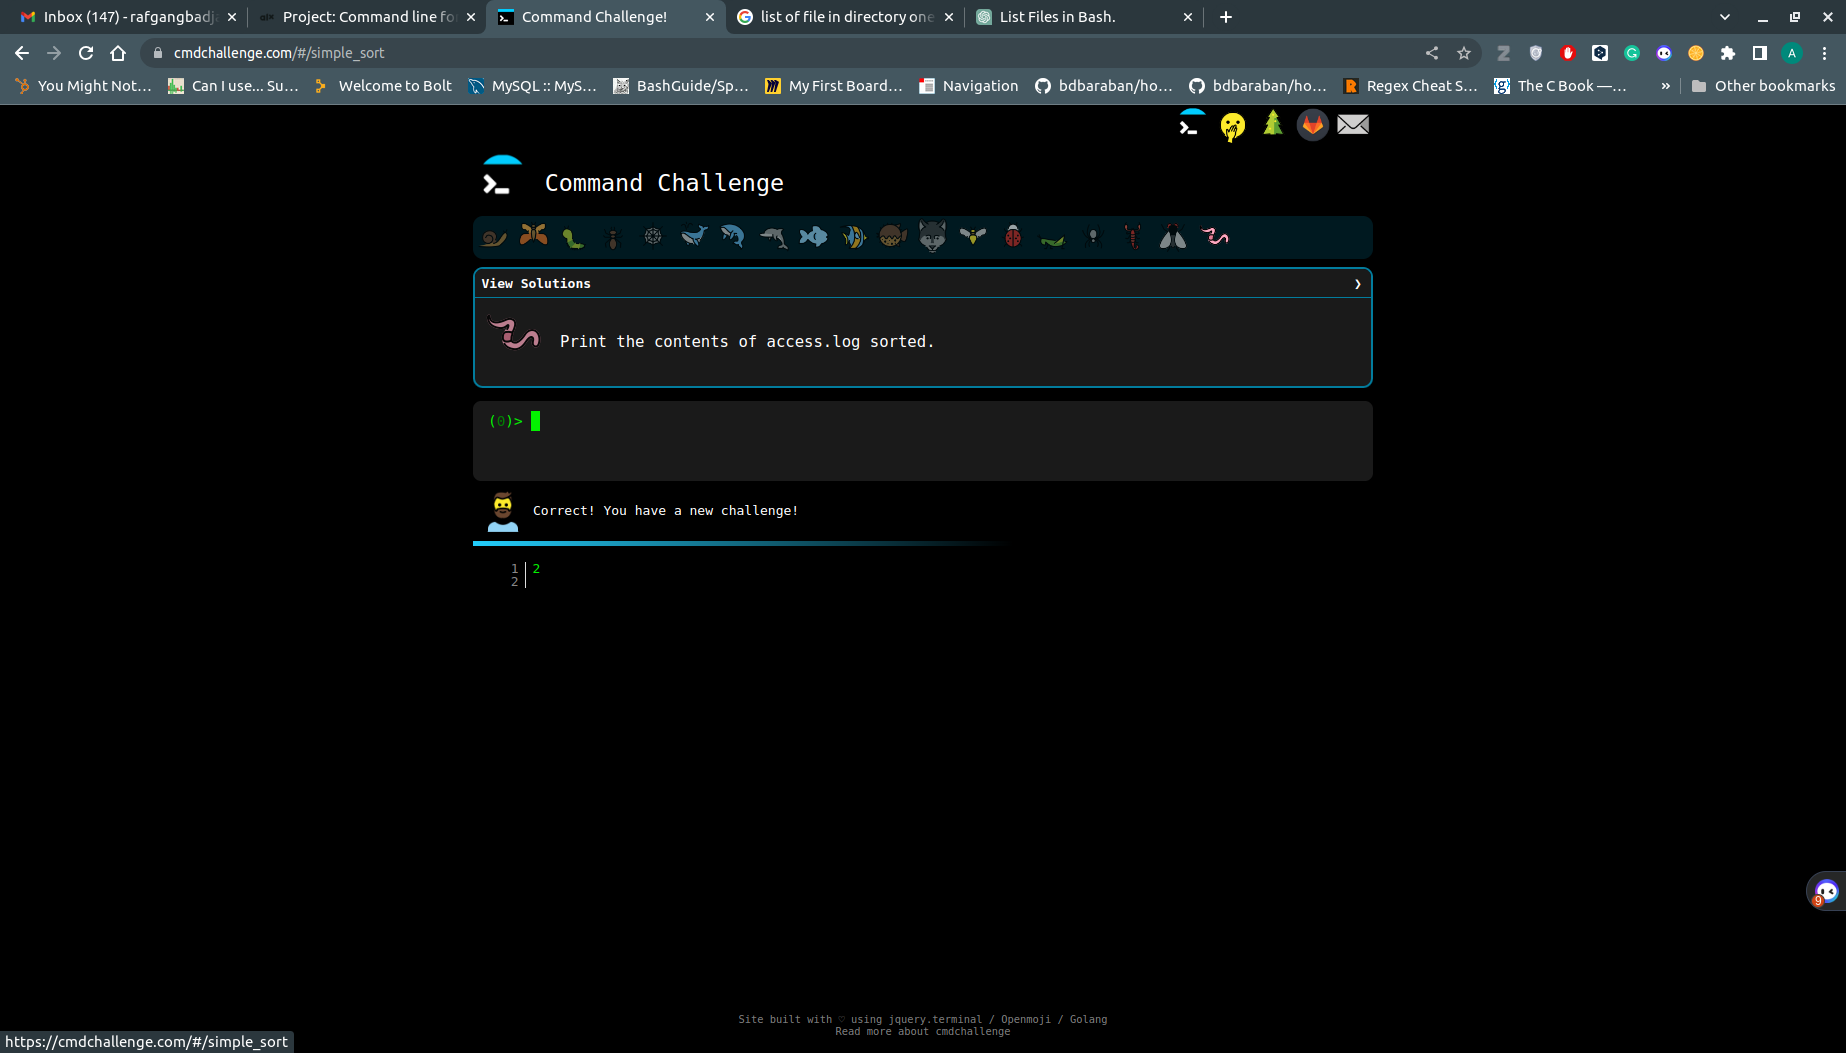 Inbox (147) - rafgangbadj
Project: Command line fo
Command Challenge!
list of file in directory one
List Files in Bash.
cmdchallenge.com/#/simple_sort
A
You Might Not...
Can I use... Su...
Welcome to Bolt
MySQL :: MyS...
BashGuide/Sp...
My First Board...
Navigation
bdbaraban/ho...
bdbaraban/ho...
Regex Cheat S...
The C Book —...
»
Other bookmarks
Command Challenge
View Solutions
Print the contents of access.log sorted.
(0)>
Correct! You have a new challenge!
1 2
2
9
Site built with ♡ using jquery.terminal / Openmoji / Golang
Read more about cmdchallenge
https://cmdchallenge.com/#/simple_sort